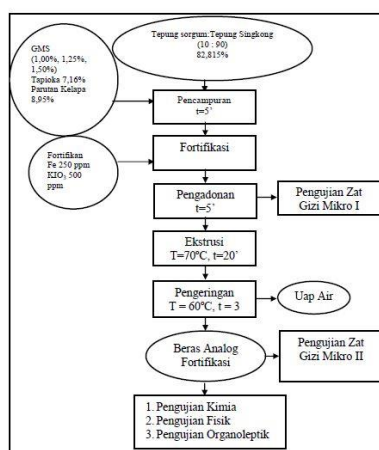 GMS
(1,00%, 1,25%,
1,50%)
Tapioka 7,16%
Parutan Kelapa
8,95%
Tepung sorgum:Tepung Singkong
(10 : 90)
82,815%
Pencampuran
t=5'
Fortifikasi
Fortifikan
Fe 250 ppm
KIO₃ 500
ppm
Pengadonan
t=5'
Pengujian Zat
Gizi Mikro I
Ekstrusi
T=70ºC, t=20'
Pengeringan
T = 60ºC, t = 3
Uap Air
Beras Analog
Fortifikasi
Pengujian Zat
Gizi Mikro II
1. Pengujian Kimia
2. Pengujian Fisik
3. Pengujian Organoleptik